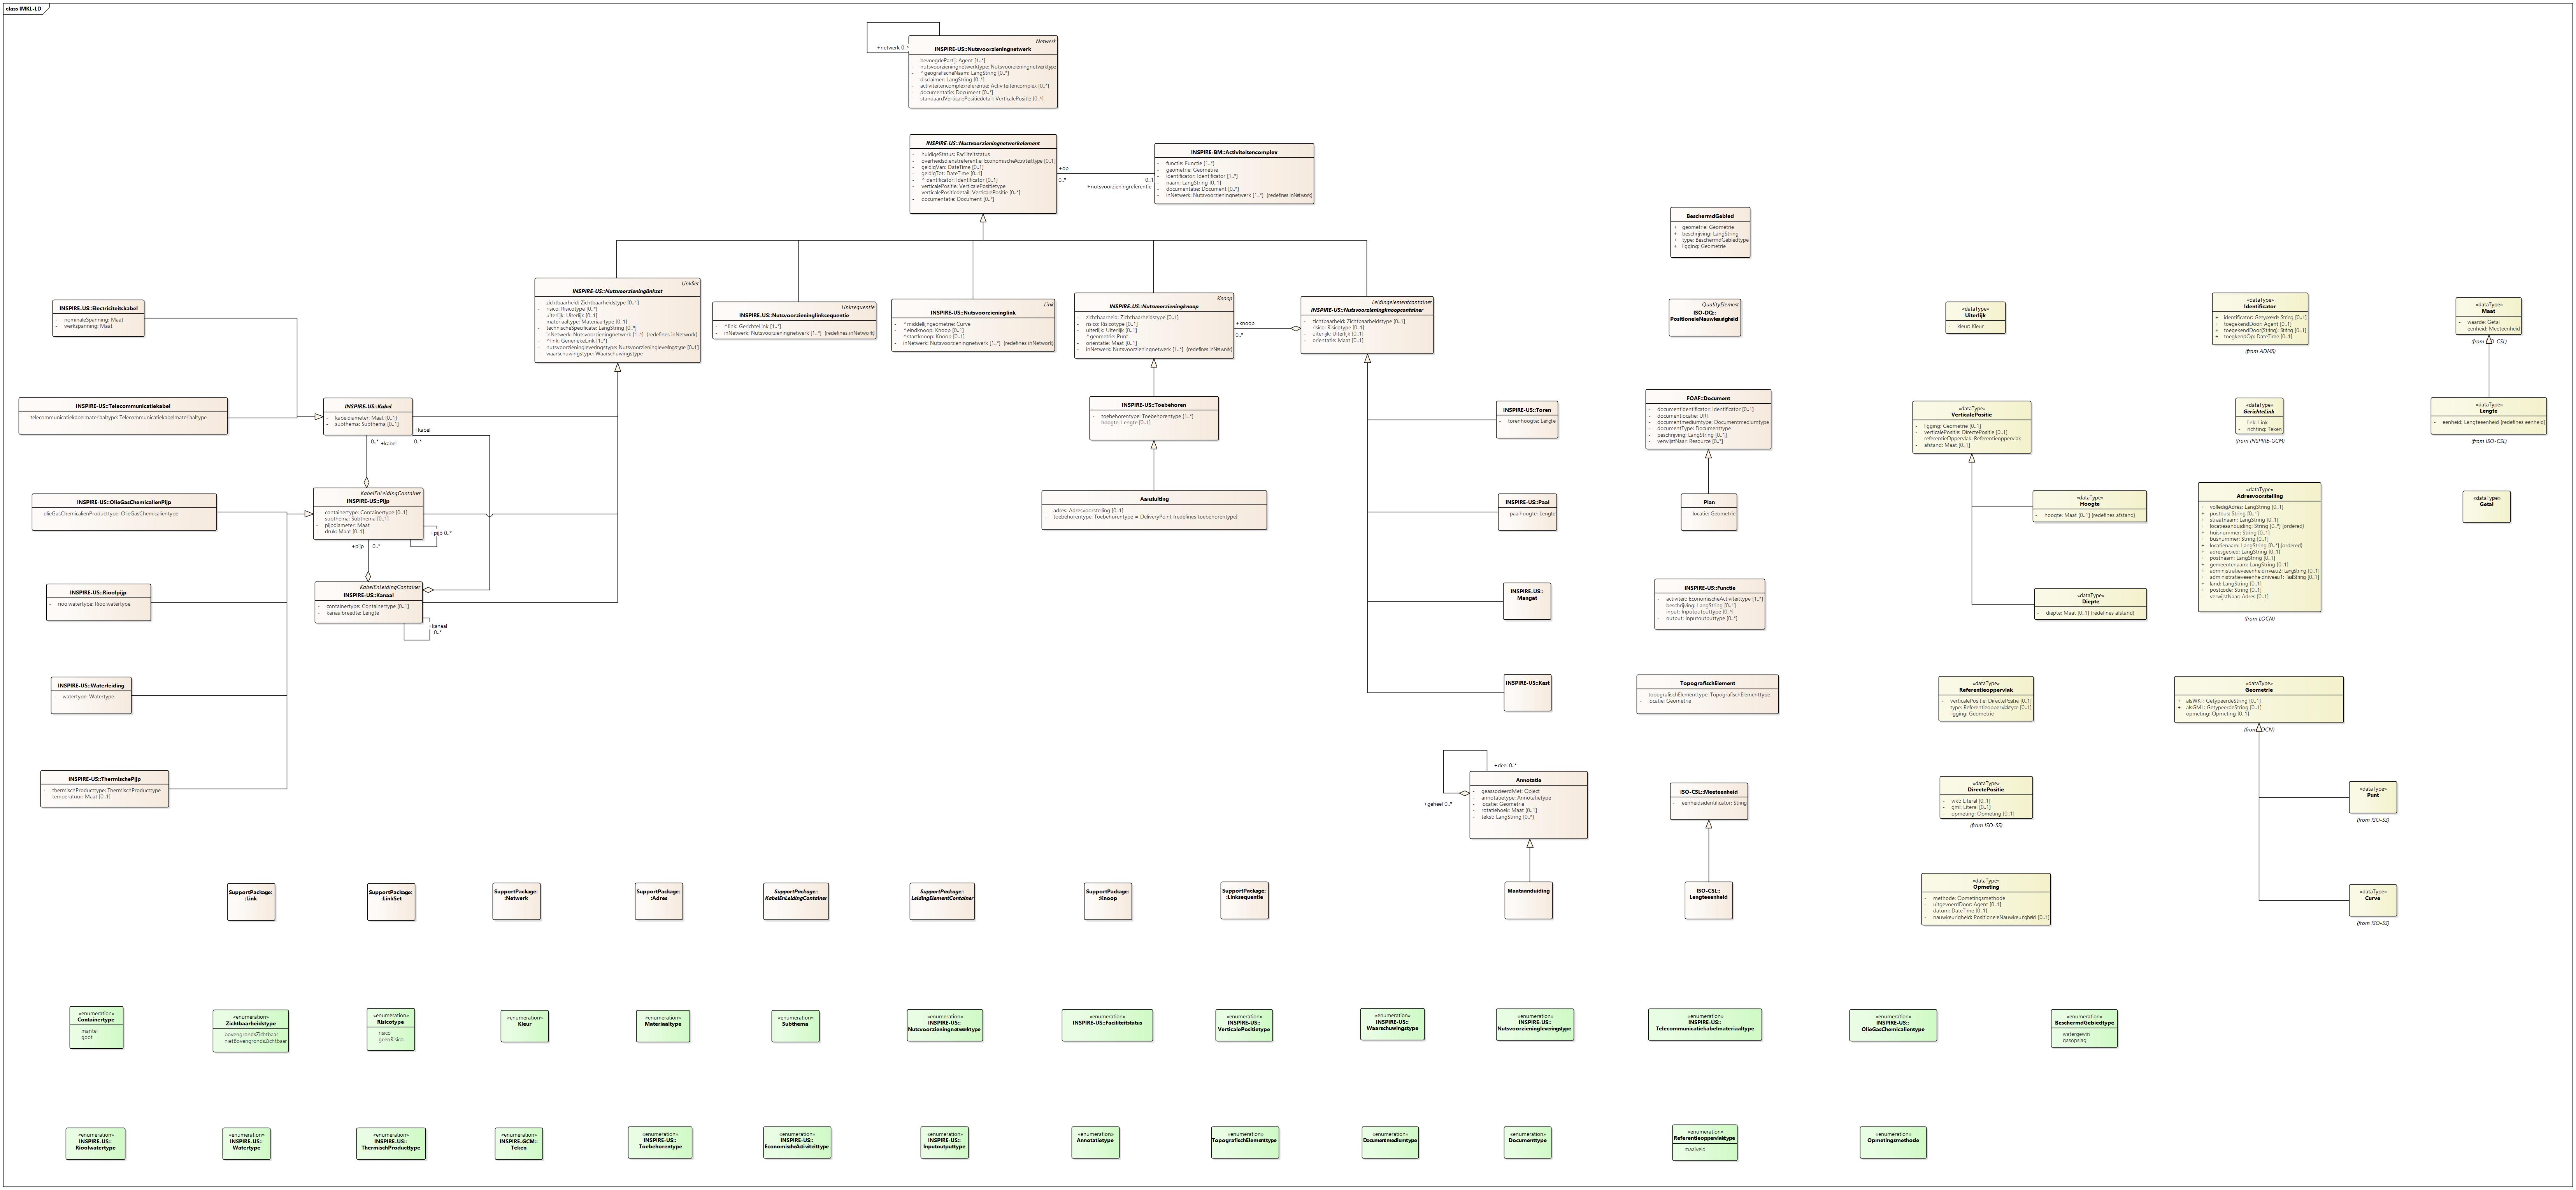 class IMKL-LD
+netwerk 0..*
Netwerk
INSPIRE-US::Nutsvoorzieningnetwerk
- bevoegdePartij: Agent [1..*]
- nutsvoorzieningnetwerktype: Nutsvoorzieningnetwerktype
- ^geografischeNaam: LangString [0..*]
- disclaimer: LangString [0..*]
- activiteitencomplexreferentie: Activiteitencomplex [0..*]
- documentatie: Document [0..*]
- standaardVerticalePositiedetail: VerticalePositie [0..*]
INSPIRE-US::Nustvoorzieningnetwerkelement
- huidigeStatus: Faciliteitstatus
- overheidsdienstreferentie: EconomischeActiviteittype [0..1]
- geldigVan: DateTime [0..1]
- geldigTot: DateTime [0..1]
- ^identificator: Identificator [0..1]
- verticalePositie: VerticalePositietype
- verticalePositiedetail: VerticalePositie [0..*]
- documentatie: Document [0..*]
+op
0..*
0..1
+nutsvoorzieningreferentie
INSPIRE-BM::Activiteitencomplex
- functie: Functie [1..*]
- geometrie: Geometrie
- identificator: Identificator [1..*]
- naam: LangString [0..1]
- documentatie: Document [0..*]
- inNetwerk: Nutsvoorzieningnetwerk [1..*] {redefines inNetwork}
BeschermdGebied
+ geometrie: Geometrie
+ beschrijving: LangString
+ type: BeschermdGebiedtype
+ ligging: Geometrie
LinkSet
INSPIRE-US::Nutsvoorzieninglinkset
- zichtbaarheid: Zichtbaarheidstype [0..1]
- risico: Risicotype [0..*]
- uiterlijk: Uiterlijk [0..1]
- materiaaltype: Materiaaltype [0..1]
- technischeSpecificatie: LangString [0..*]
- inNetwerk: Nutsvoorzieningnetwerk [1..*] {redefines inNetwork}
- ^link: GeneriekeLink [1..*]
- nutsvoorzieningleveringstype: Nutsvoorzieningleveringstype [0..1]
- waarschuwingstype: Waarschuwingstype
Linksequentie
INSPIRE-US::Nutsvoorzieninglinksequentie
- ^link: GerichteLink [1..*]
- inNetwerk: Nutsvoorzieningnetwerk [1..*] {redefines inNetwork}
Link
INSPIRE-US::Nutsvoorzieninglink
- ^middellijngeometrie: Curve
- ^eindknoop: Knoop [0..1]
- ^startknoop: Knoop [0..1]
- inNetwerk: Nutsvoorzieningnetwerk [1..*] {redefines inNetwork}
Knoop
INSPIRE-US::Nutsvoorzieningknoop
- zichtbaarheid: Zichtbaarheidstype [0..1]
- risico: Risicotype [0..1]
- uiterlijk: Uiterlijk [0..1]
- ^geometrie: Punt
- orientatie: Maat [0..1]
- inNetwerk: Nutsvoorzieningnetwerk [1..*] {redefines inNetwork}
+knoop
0..*
Leidingelementcontainer
INSPIRE-US::Nutsvoorzieningknoopcontainer
- zichtbaarheid: Zichtbaarheidstype [0..1]
- risico: Risicotype [0..1]
- uiterlijk: Uiterlijk [0..1]
- orientatie: Maat [0..1]
QualityElement
ISO-DQ::
PositioneleNauwkeurigheid
«dataType»
Uiterlijk
- kleur: Kleur
«dataType»
Identificator
+ identificator: Getypeerde String [0..1]
+ toegekendDoor: Agent [0..1]
+ toegekendDoor(String): String [0..1]
+ toegekendOp: DateTime [0..1]
(from ADMS)
«dataType»
Maat
- waarde: Getal
- eenheid: Meeteenheid
INSPIRE-US::Electriciteitskabel
- nominaleSpanning: Maat
- werkspanning: Maat
INSPIRE-US::Telecommunicatiekabel
- telecommunicatiekabelmateriaaltype: Telecommunicatiekabelmateriaaltype
INSPIRE-US::Kabel
- kabeldiameter: Maat [0..1]
- subthema: Subthema [0..1]
+kabel
0..*
0..* +kabel
INSPIRE-US::Toebehoren
- toebehorentype: Toebehorentype [1..*]
- hoogte: Lengte [0..1]
INSPIRE-US::Toren
- torenhoogte: Lengte
FOAF::Document
- documentidentificator: Identificator [0..1]
- documentlocatie: URI
- documentmediumtype: Documentmediumtype
- documentType: Documenttype
- beschrijving: LangString [0..1]
- verwijstNaar: Resource [0..*]
«dataType»
VerticalePositie
- ligging: Geometrie [0..1]
- verticalePositie: DirectePositie [0..1]
- referentieOppervlak: Referentieoppervlak
- afstand: Maat [0..1]
«dataType»
GerichteLink
- link: Link
- richting: Teken
(from INSPIRE-GCM)
«dataType»
Lengte
- eenheid: Lengteeenheid {redefines eenheid}
(from ISO-CSL)
INSPIRE-US::OlieGasChemicalienPijp
- olieGasChemicalienProducttype: OlieGasChemicalientype
KabelEnLeidingContainer
INSPIRE-US::Pijp
- containertype: Containertype [0..1]
- subthema: Subthema [0..1]
- pijpdiameter: Maat
- druk: Maat [0..1]
+pijp 0..*
+pijp 0..*
Aansluiting
- adres: Adresvoorstelling [0..1]
- toebehorentype: Toebehorentype = DeliveryPoint {redefines toebehorentype}
INSPIRE-US::Paal
- paalhoogte: Lengte
Plan
- locatie: Geometrie
«dataType»
Hoogte
- hoogte: Maat [0..1] {redefines afstand}
«dataType»
Adresvoorstelling
+ volledigAdres: LangString [0..1]
+ postbus: String [0..1]
+ straatnaam: LangString [0..1]
+ locatieaanduiding: String [0..*] {ordered}
+ huisnummer: String [0..1]
+ busnummer: String [0..1]
+ locatienaam: LangString [0..*] {ordered}
+ adresgebied: LangString [0..1]
+ postnaam: LangString [0..1]
+ gemeentenaam: LangString [0..1]
+ administratieveeenheidniveau2: LangString [0..1]
+ administratieveeenheidniveau1: TaalString [0..1]
+ land: LangString [0..1]
+ postcode: String [0..1]
- verwijstNaar: Adres [0..1]
(from LOCN)
«dataType»
Getal
INSPIRE-US::Rioolpijp
- rioolwatertype: Rioolwatertype
KabelEnLeidingContainer
INSPIRE-US::Kanaal
- containertype: Containertype [0..1]
- kanaalbreedte: Lengte
+kanaal
0..*
INSPIRE-US::
Mangat
INSPIRE-US::Functie
- activiteit: EconomischeActiviteittype [1..*]
- beschrijving: LangString [0..1]
- input: Inputoutputtype [0..*]
- output: Inputoutputtype [0..*]
«dataType»
Diepte
- diepte: Maat [0..1] {redefines afstand}
INSPIRE-US::Waterleiding
- watertype: Watertype
INSPIRE-US::Kast
TopografischElement
- topografischElementtype: TopografischElementtype
- locatie: Geometrie
«dataType»
Referentieoppervlak
- verticalePositie: DirectePositie [0..1]
- type: Referentieoppervlaktype [0..1]
- ligging: Geometrie
«dataType»
Geometrie
+ alsWKT: GetypeerdeString [0..1]
+ alsGML: GetypeerdeString [0..1]
- opmeting: Opmeting [0..1]
INSPIRE-US::ThermischePijp
- thermischProducttype: ThermischProducttype
- temperatuur: Maat [0..1]
+deel 0..*
+geheel 0..*
Annotatie
- geassocieerdMet: Object
- annotatietype: Annotatietype
- locatie: Geometrie
- rotatiehoek: Maat [0..1]
- tekst: LangString [0..*]
ISO-CSL::Meeteenheid
- eenheidsidentificator: String
«dataType»
DirectePositie
- wkt: Literal [0..1]
- gml: Literal [0..1]
- opmeting: Opmeting [0..1]
(from ISO-SS)
«dataType»
Punt
(from ISO-SS)
SupportPackage:
:Link
SupportPackage:
:LinkSet
SupportPackage:
:Netwerk
SupportPackage:
:Adres
SupportPackage::
KabelEnLeidingContainer
SupportPackage::
LeidingElementContainer
SupportPackage:
:Knoop
SupportPackage:
:Linksequentie
Maataanduiding
ISO-CSL::
Lengteeenheid
«dataType»
Opmeting
- methode: Opmetingsmethode
- uitgevoerdDoor: Agent [0..1]
- datum: DateTime [0..1]
- nauwkeurigheid: PositioneleNauwkeurigheid [0..1]
«dataType»
Curve
(from ISO-SS)
«enumeration»
Containertype
mantel
goot
«enumeration»
Zichtbaarheidstype
bovengrondsZichtbaar
nietBovengrondsZichtbaar
«enumeration»
Risicotype
risico
geenRisico
«enumeration»
Kleur
«enumeration»
Materiaaltype
«enumeration»
Subthema
«enumeration»
INSPIRE-US::
Nutsvoorzieningnetwerktype
«enumeration»
INSPIRE-US::Faciliteitstatus
«enumeration»
INSPIRE-US::
VerticalePositietype
«enumeration»
INSPIRE-US::
Waarschuwingstype
«enumeration»
INSPIRE-US::
Nutsvoorzieningleveringstype
«enumeration»
INSPIRE-US::
Telecommunicatiekabelmateriaaltype
«enumeration»
INSPIRE-US::
OlieGasChemicalientype
«enumeration»
BeschermdGebiedtype
watergewin
gasopslag
«enumeration»
INSPIRE-US::
Rioolwatertype
«enumeration»
INSPIRE-US::
Watertype
«enumeration»
INSPIRE-US::
ThermischProducttype
«enumeration»
INSPIRE-GCM::
Teken
«enumeration»
INSPIRE-US::
Toebehorentype
«enumeration»
INSPIRE-US::
EconomischeActiviteittype
«enumeration»
INSPIRE-US::
Inputoutputtype
«enumeration»
Annotatietype
«enumeration»
TopografischElementtype
«enumeration»
Documentmediumtype
«enumeration»
Documenttype
«enumeration»
Referentieoppervlaktype
maaiveld
«enumeration»
Opmetingsmethode